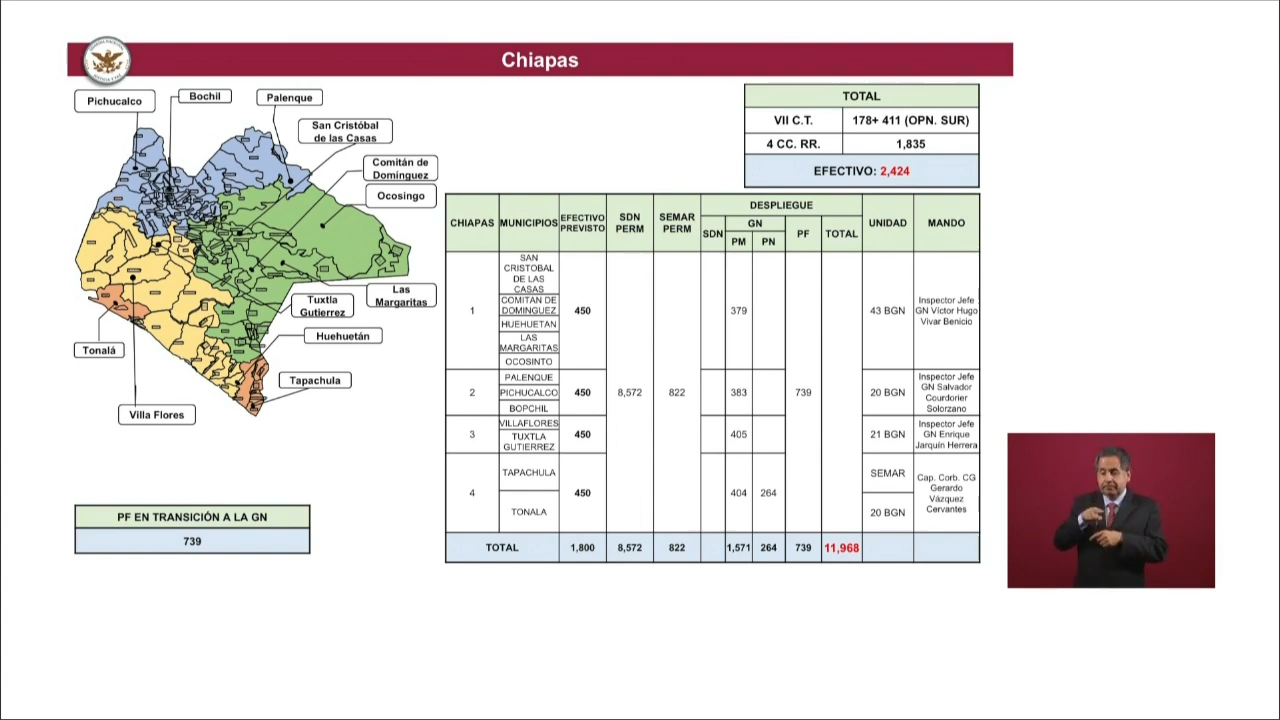 Chiapas
Pichucalco
Bochil
Palenque
San Cristóbal
de las Casas
Comitán de
Domínguez
Ocosingo
Las
Margaritas
Tuxtla
Gutierrez
Huehuetán
Tonalá
Tapachula
Villa Flores
TOTAL
VII C.T. 178+ 411 (OPN. SUR)
4 CC. RR. 1,835
EFECTIVO: 2,424
CHIAPAS MUNICIPIOS EFECTIVO PREVISTO SDN PERM SEMAR PERM DESPLIEGUE UNIDAD MANDO
SDN GN PF TOTAL
PM PN
1 SAN CRISTOBAL DE LAS CASAS 450 379 43 BGN Inspector Jefe GN Víctor Hugo Vivar Benicio
COMITAN DE DOMINGUEZ
HUEHUETAN
LAS MARGARITAS
OCOSINTO
2 PALENQUE 450 8,572 822 383 739 20 BGN Inspector Jefe GN Salvador Courdorier Solorzano
PICHUCALCO
BOPCHIL
3 VILLAFLORES 450 405 21 BGN Inspector Jefe GN Enrique Jarquín Herrera
TUXTLA GUTIERREZ
4 TAPACHULA 450 404 264 SEMAR Cap. Corb. CG Gerardo Vázquez Cervantes
TONALA 20 BGN
TOTAL 1,800 8,572 822 1,571 264 739 11,968
PF EN TRANSICIÓN A LA GN
739